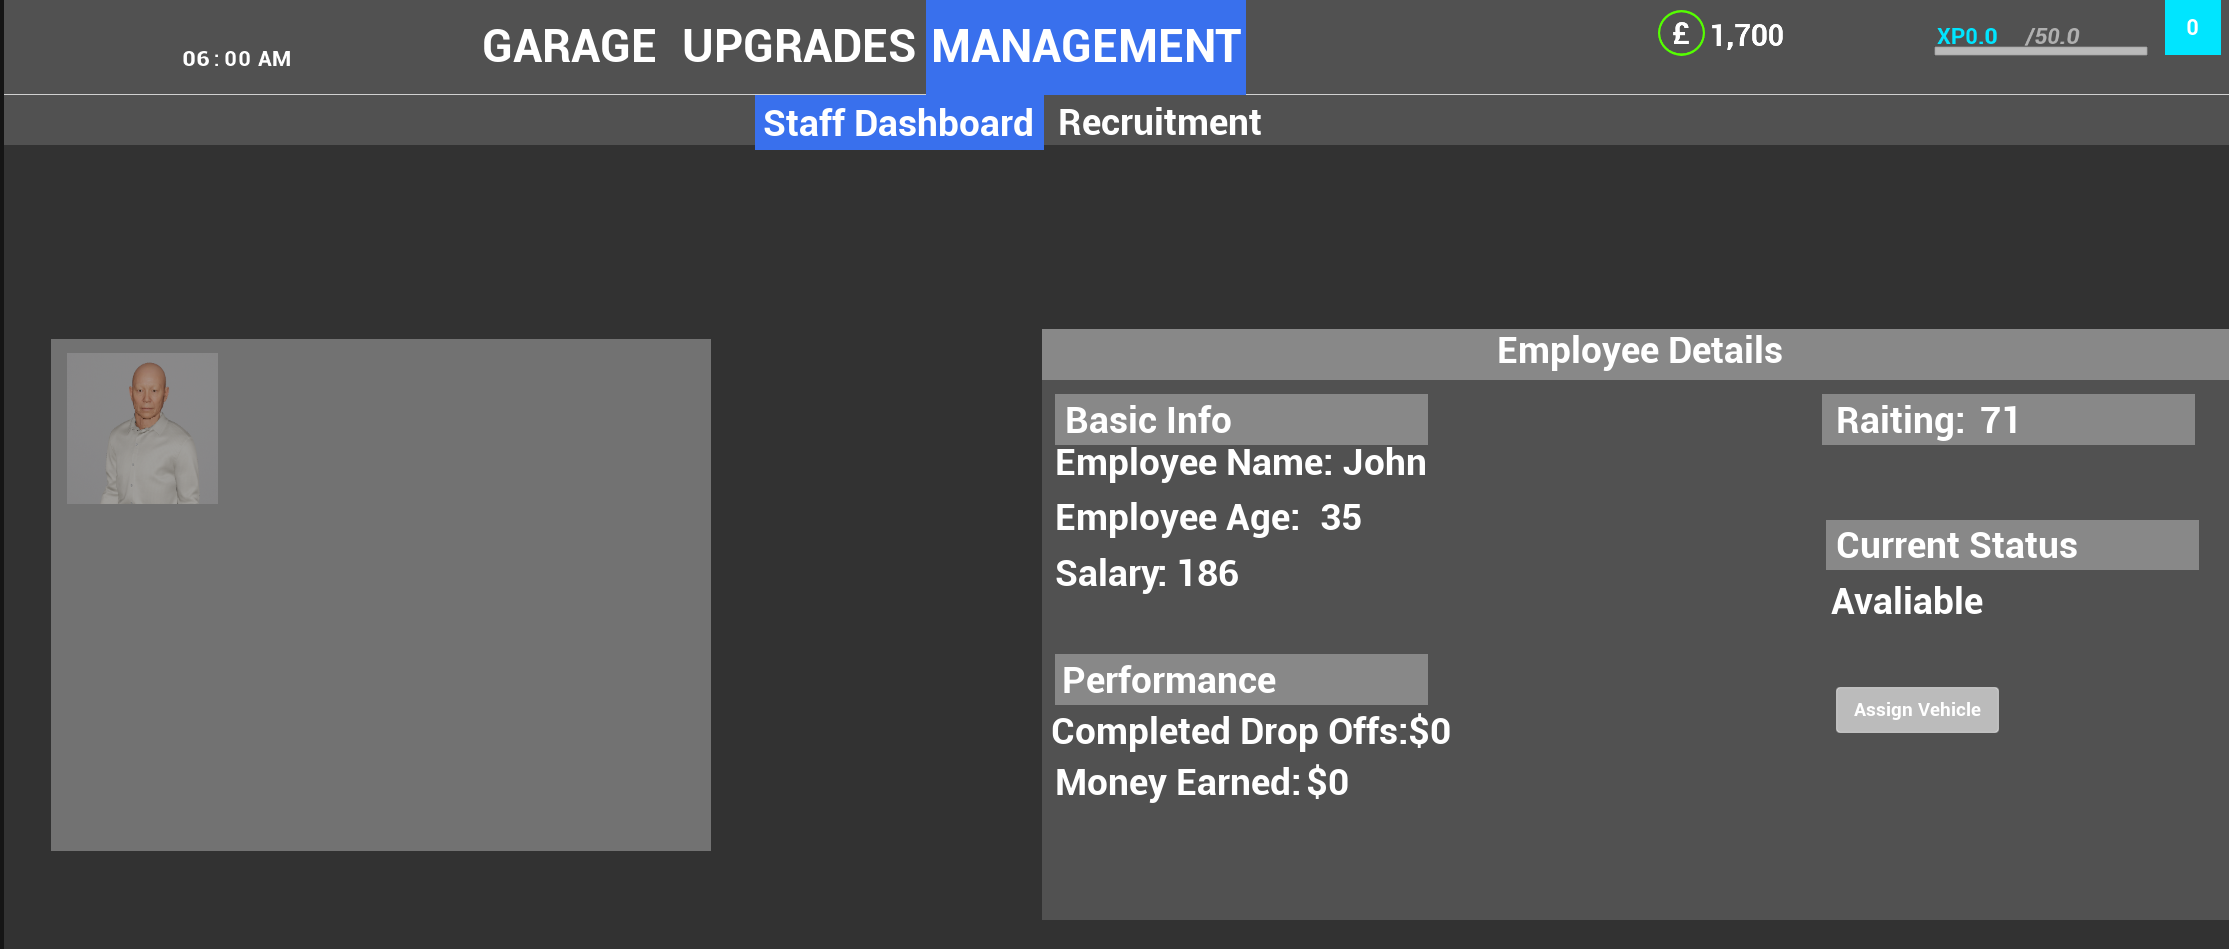 06:00 AM
GARAGE UPGRADES MANAGEMENT
£ 1,700
XP0.0 /50.0
0
Staff Dashboard Recruitment
Employee Details
Basic Info
Employee Name: John
Employee Age: 35
Salary: 186
Performance
Completed Drop Offs:$0
Money Earned: $0
Raiting: 71
Current Status
Avaliable
Assign Vehicle